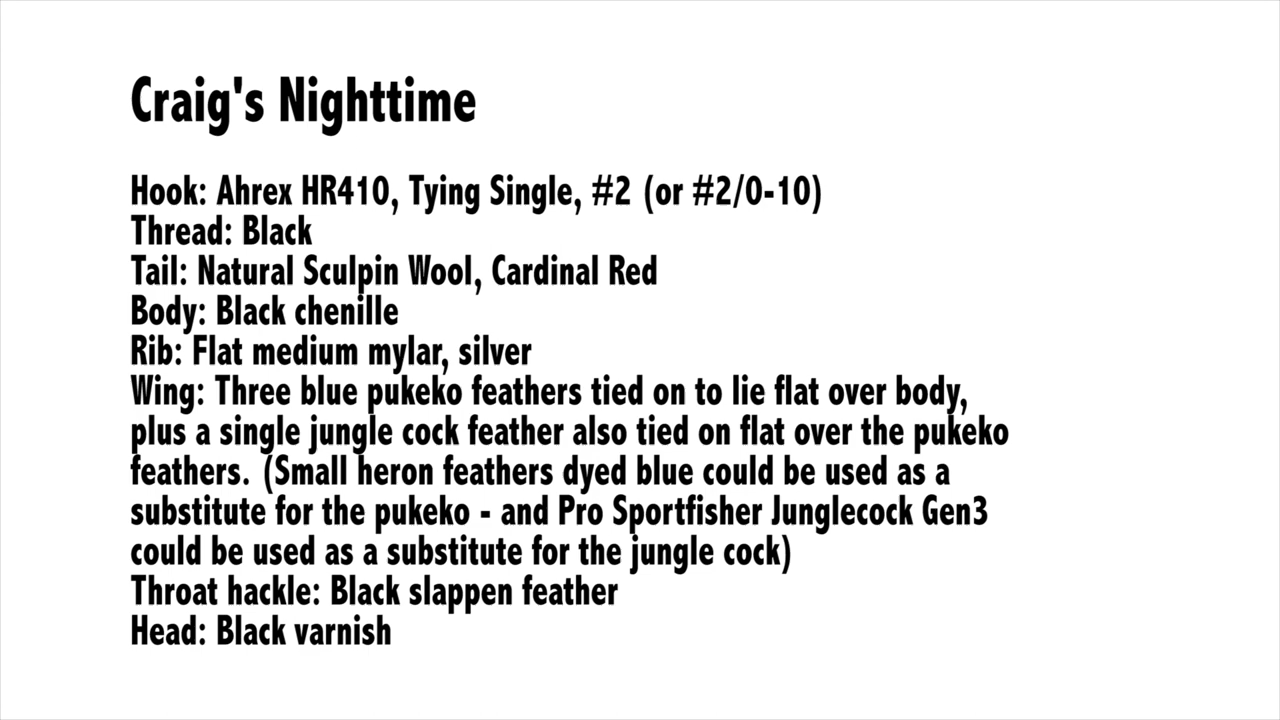 Craig's Nighttime
Hook: Ahrex HR410, Tying Single, #2 (or #2/0-10)
Thread: Black
Tail: Natural Sculpin Wool, Cardinal Red
Body: Black chenille
Rib: Flat medium mylar, silver
Wing: Three blue pukeko feathers tied on to lie flat over body,
plus a single jungle cock feather also tied on flat over the pukeko
feathers. (Small heron feathers dyed blue could be used as a
substitute for the pukeko - and Pro Sportfisher Junglecock Gen3
could be used as a substitute for the jungle cock)
Throat hackle: Black slappen feather
Head: Black varnish